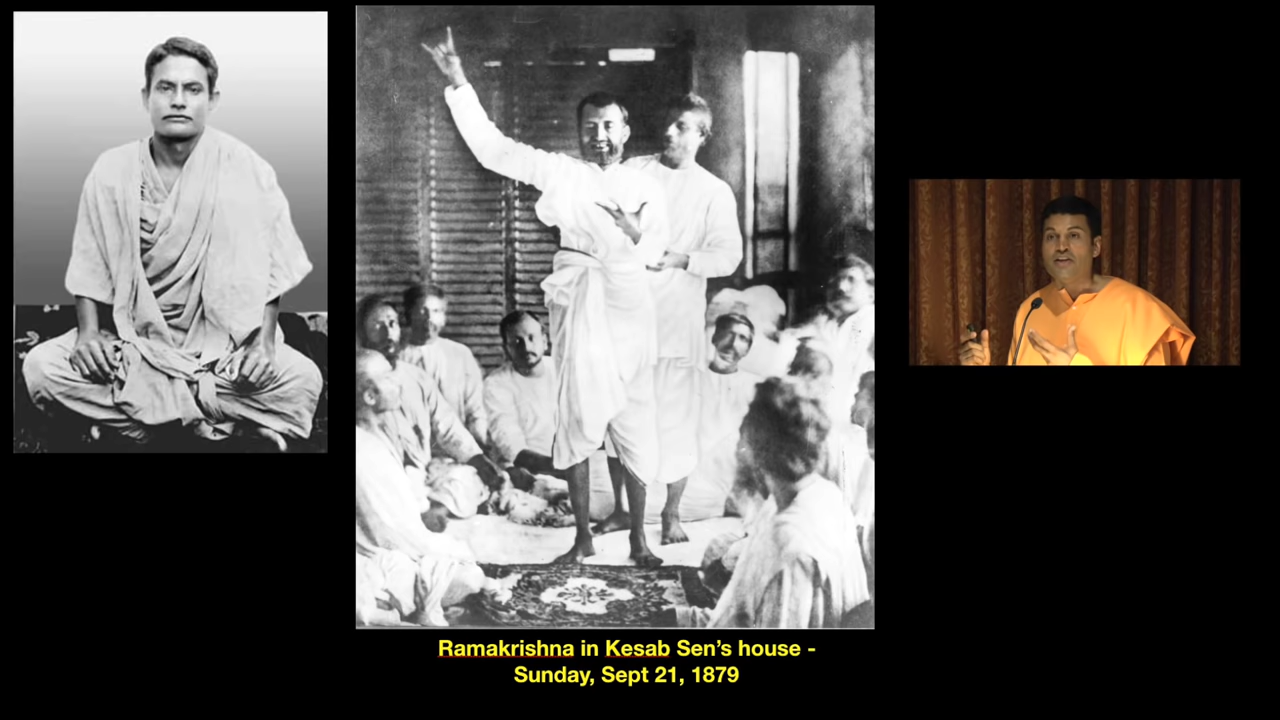 Ramakrishna in Kesab Sen’s house -
Sunday, Sept 21, 1879